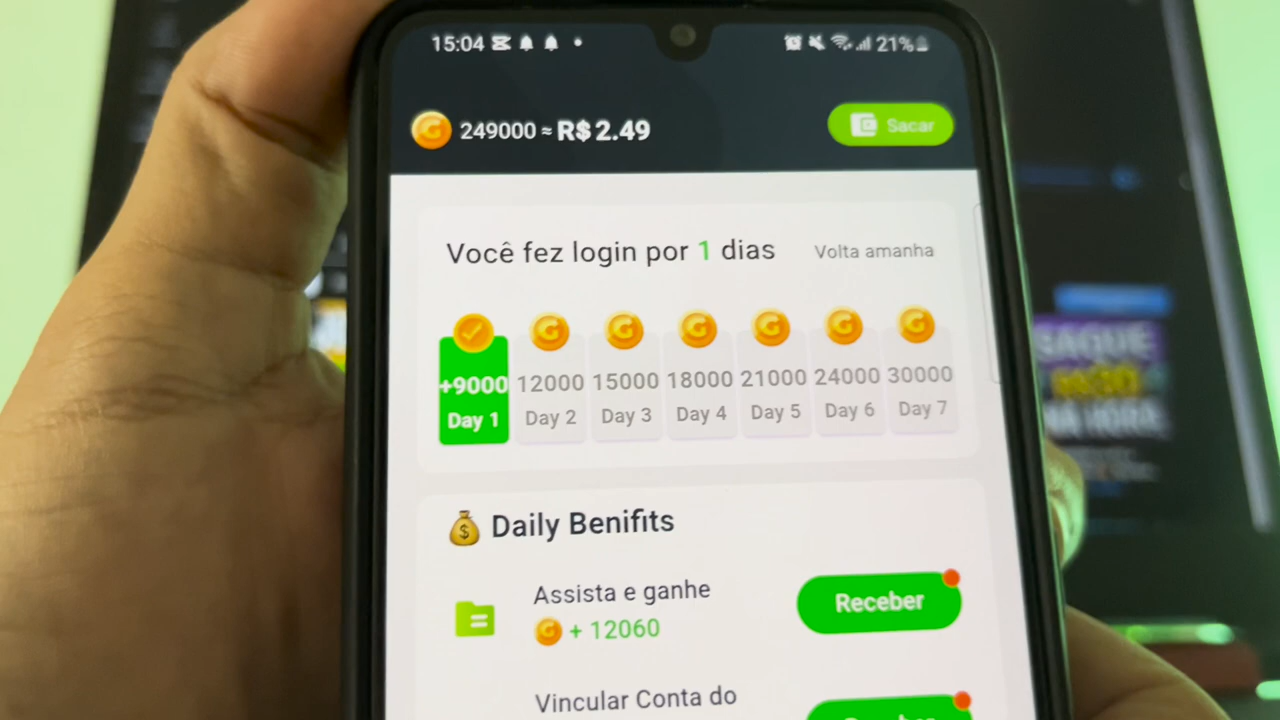 15:04
21%
249000 ≈ R$ 2.49
Sacar
Você fez login por 1 dias
Volta amanha
+9000 12000 15000 18000 21000 24000 30000
Day 1 Day 2 Day 3 Day 4 Day 5 Day 6 Day 7
Daily Benifits
Assista e ganhe
+ 12060
Receber
Vincular Conta do
SAQUE
NA HORA